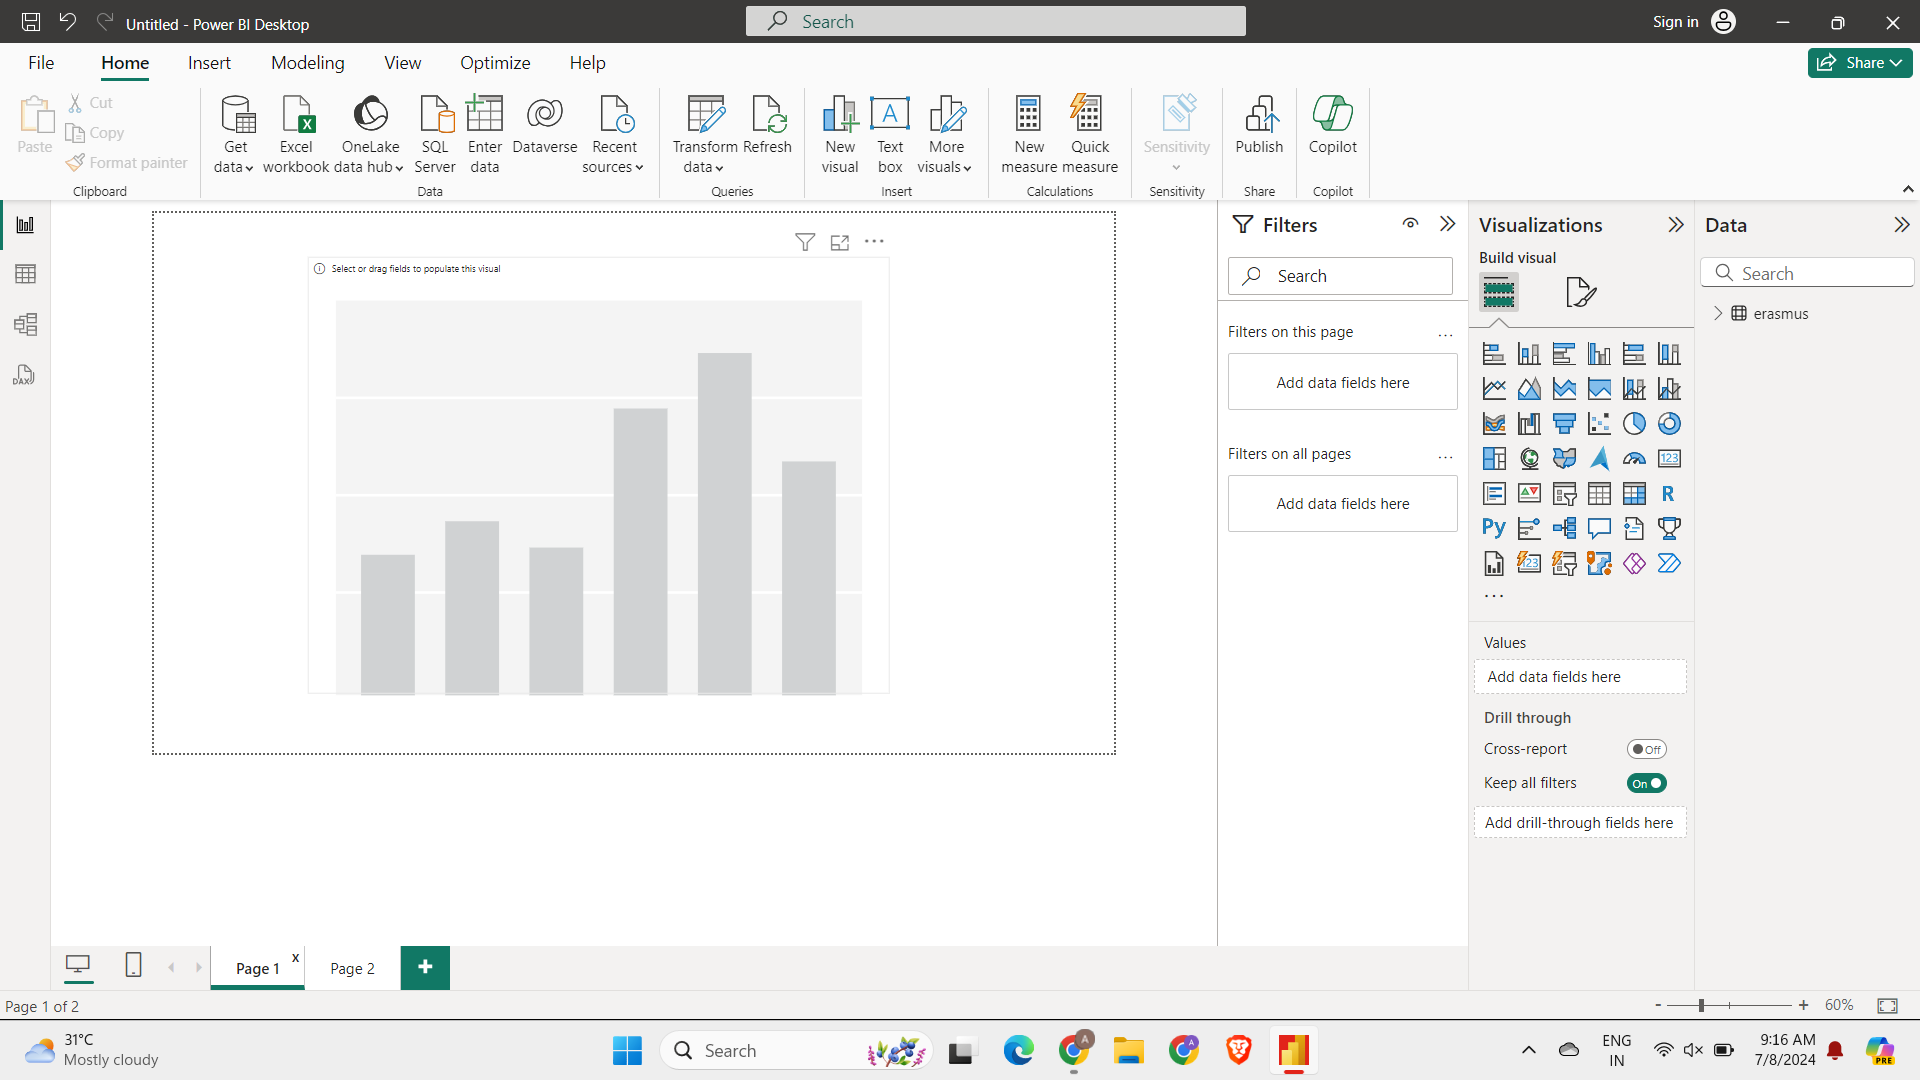 Untitled - Power BI Desktop
Search
Sign in
File
Home
Insert
Modeling
View
Optimize
Help
Share
Paste
Cut
Copy
Format painter
Clipboard
Get data
Excel workbook
OneLake data hub
SQL Server
Enter data
Dataverse
Recent sources
Data
Transform data
Refresh
Queries
New visual
Text box
More visuals
Insert
New measure
Quick measure
Calculations
Sensitivity
Sensitivity
Publish
Share
Copilot
Copilot
DAX
Select or drag fields to populate this visual
Filters
Search
Filters on this page
Add data fields here
Filters on all pages
Add data fields here
Visualizations
Build visual
123
R
Py
123
Values
Add data fields here
Drill through
Cross-report
Off
Keep all filters
On
Add drill-through fields here
Data
Search
erasmus
Page 1
x
Page 2
Page 1 of 2
60%
31°C
Mostly cloudy
Search
A
A
ENG
IN
9:16 AM
7/8/2024
PRE